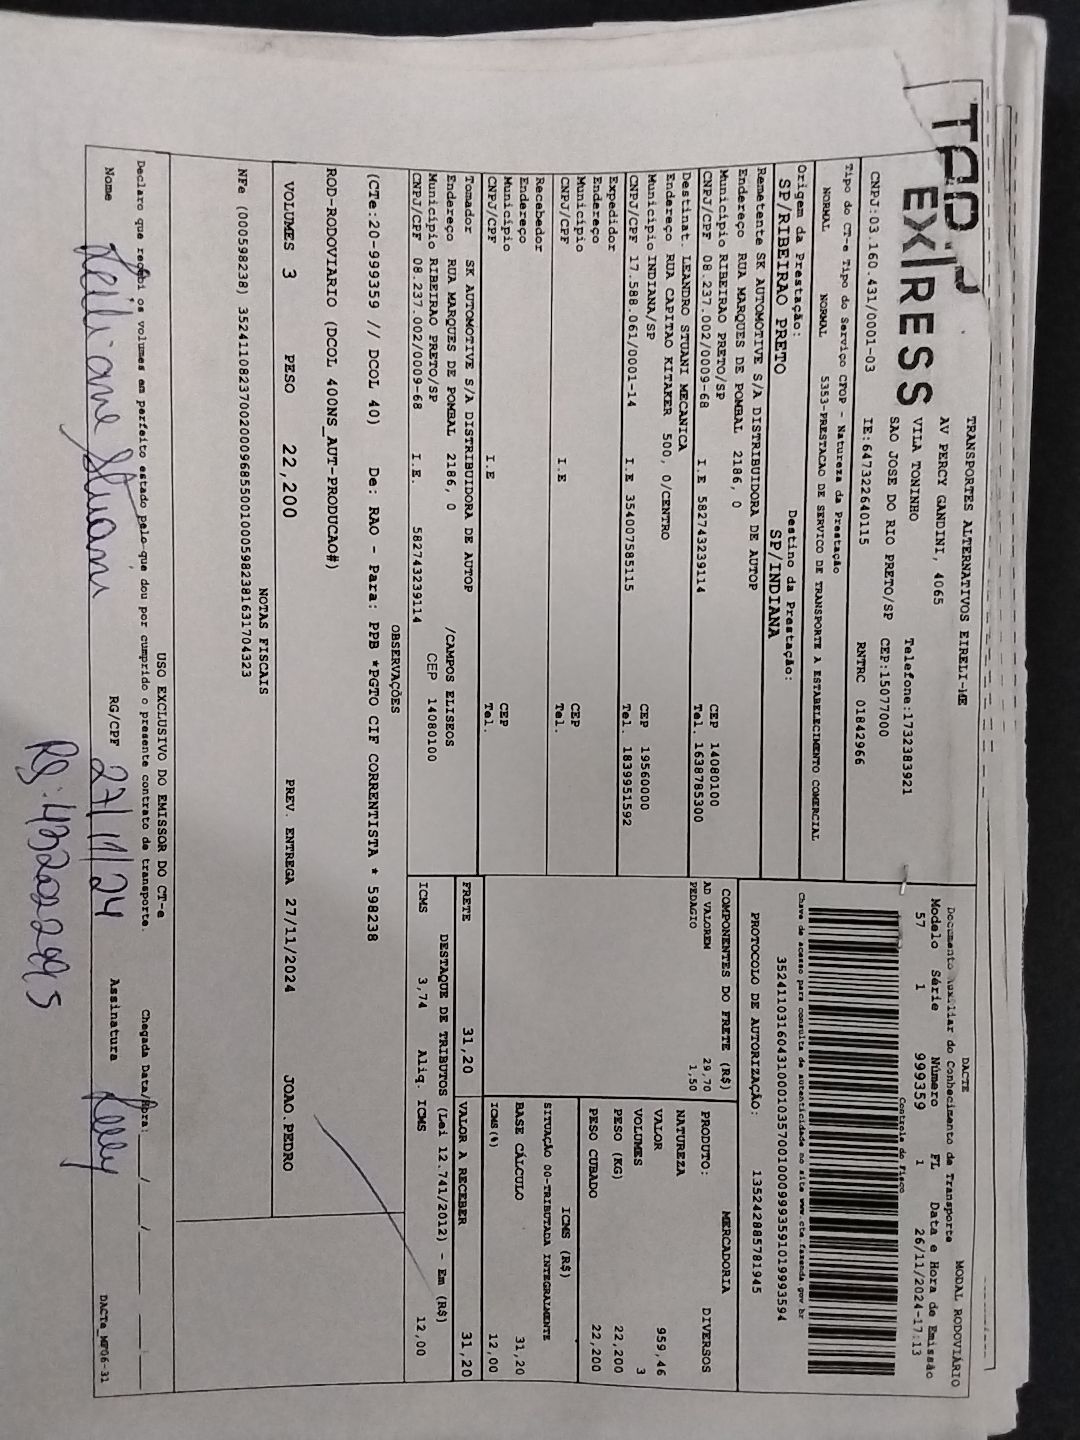 EXPRESS
TRANSPORTES ALTERNATIVOS EIRELI-ME
AV PERCY GANDINI, 4065
VILA TONINHO
SAO JOSE DO RIO PRETO/SP
Telefone:1732383921
CEP:15077000
CNPJ:03.160.431/0001-03
IE:647322640115
RNTRC 01842966
Tipo do CT-e Tipo do Serviço CFOP - Natureza da Prestação
NORMAL NORMAL 5353-PRESTACAO DE SERVICO DE TRANSPORTE A ESTABELECIMENTO COMERCIAL
Origem da Prestação:
SP/RIBEIRAO PRETO
Destino da Prestação:
SP/INDIANA
Remetente SK AUTOMOTIVE S/A DISTRIBUIDORA DE AUTOP
Endereço RUA MARQUES DE POMBAL 2186, 0
Município RIBEIRAO PRETO/SP CEP 14080100
CNPJ/CPF 08.237.002/0009-68 I.E 582743239114 Tel. 1638785300
Destinat. LEANDRO STUANI MECANICA
Endereço RUA CAPITAO KITAKER 500, 0/CENTRO
Município INDIANA/SP CEP 19560000
CNPJ/CPF 17.588.061/0001-14 I.E 354007585115 Tel. 1839951592
Expedidor
Endereço
Município CEP
CNPJ/CPF I.E Tel.
Recebedor
Endereço
Município CEP
CNPJ/CPF I.E Tel.
Tomador SK AUTOMOTIVE S/A DISTRIBUIDORA DE AUTOP
Endereço RUA MARQUES DE POMBAL 2186, 0 /CAMPOS ELISEOS
Município RIBEIRAO PRETO/SP CEP 14080100
CNPJ/CPF 08.237.002/0009-68 I.E. 582743239114
DACTE MODAL RODOVIÁRIO
Documento Auxiliar do Conhecimento de Transporte
Modelo Série Número FL Data e Hora de Emissão
57 1 999359 1 26/11/2024-17:13
Controle do Fisco
Chave de acesso para consulta de autenticidade no site www.cte.fazenda.gov.br
35241103160431000103570010009993591019993594
PROTOCOLO DE AUTORIZAÇÃO: 135242885781945
COMPONENTES DO FRETE (R$)
AD VALOREM 29,70
PEDAGIO 1,50
MERCADORIA
PRODUTO: DIVERSOS
NATUREZA
VALOR 959,46
VOLUMES 3
PESO (KG) 22,200
PESO CUBADO 22,200
ICMS (R$)
SITUAÇÃO 00-TRIBUTADA INTEGRALMENTE
BASE CÁLCULO 31,20
ICMS(%) 12,00
FRETE 31,20 VALOR A RECEBER 31,20
DESTAQUE DE TRIBUTOS (Lei 12.741/2012) - Em (R$)
ICMS 3,74 Aliq. ICMS 12,00
OBSERVAÇÕES
(CTe:20-999359 // DCOL 40) De: RAO - Para: PPB *PGTO CIF CORRENTISTA * 598238
ROD-RODOVIARIO (DCOL 400NS_AUT-PRODUCAO#)
VOLUMES 3 PESO 22,200 PREV. ENTREGA 27/11/2024 JOAO.PEDRO
NOTAS FISCAIS
NFe (000598238) 35241108237002000968550010005982381631704323
USO EXCLUSIVO DO EMISSOR DO CT-e
Declaro que recebi os volumes em perfeito estado pelo que dou por cumprido o presente contrato de transporte. Chegada Data/Hora: / /
Nome Stuani RG/CPF 27/11/24 Assinatura Kelly
DACTe_MF06-31